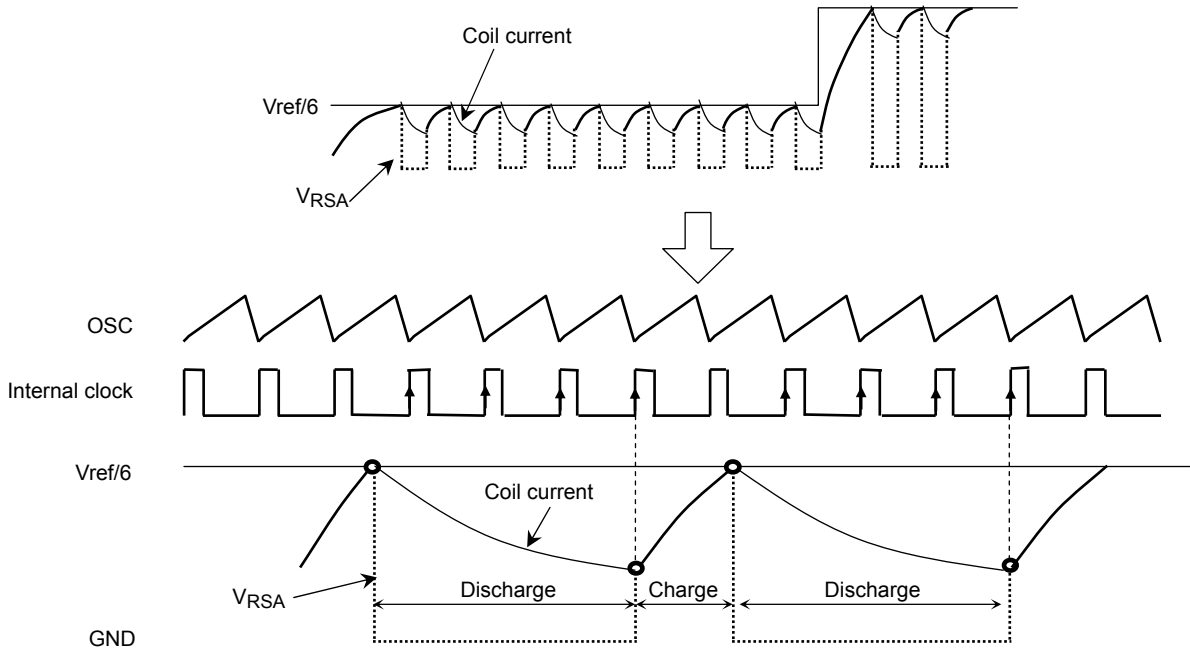 Coil current
Vref/6
VRSA
OSC
Internal clock
Vref/6
Coil current
VRSA
Discharge
Charge
Discharge
GND